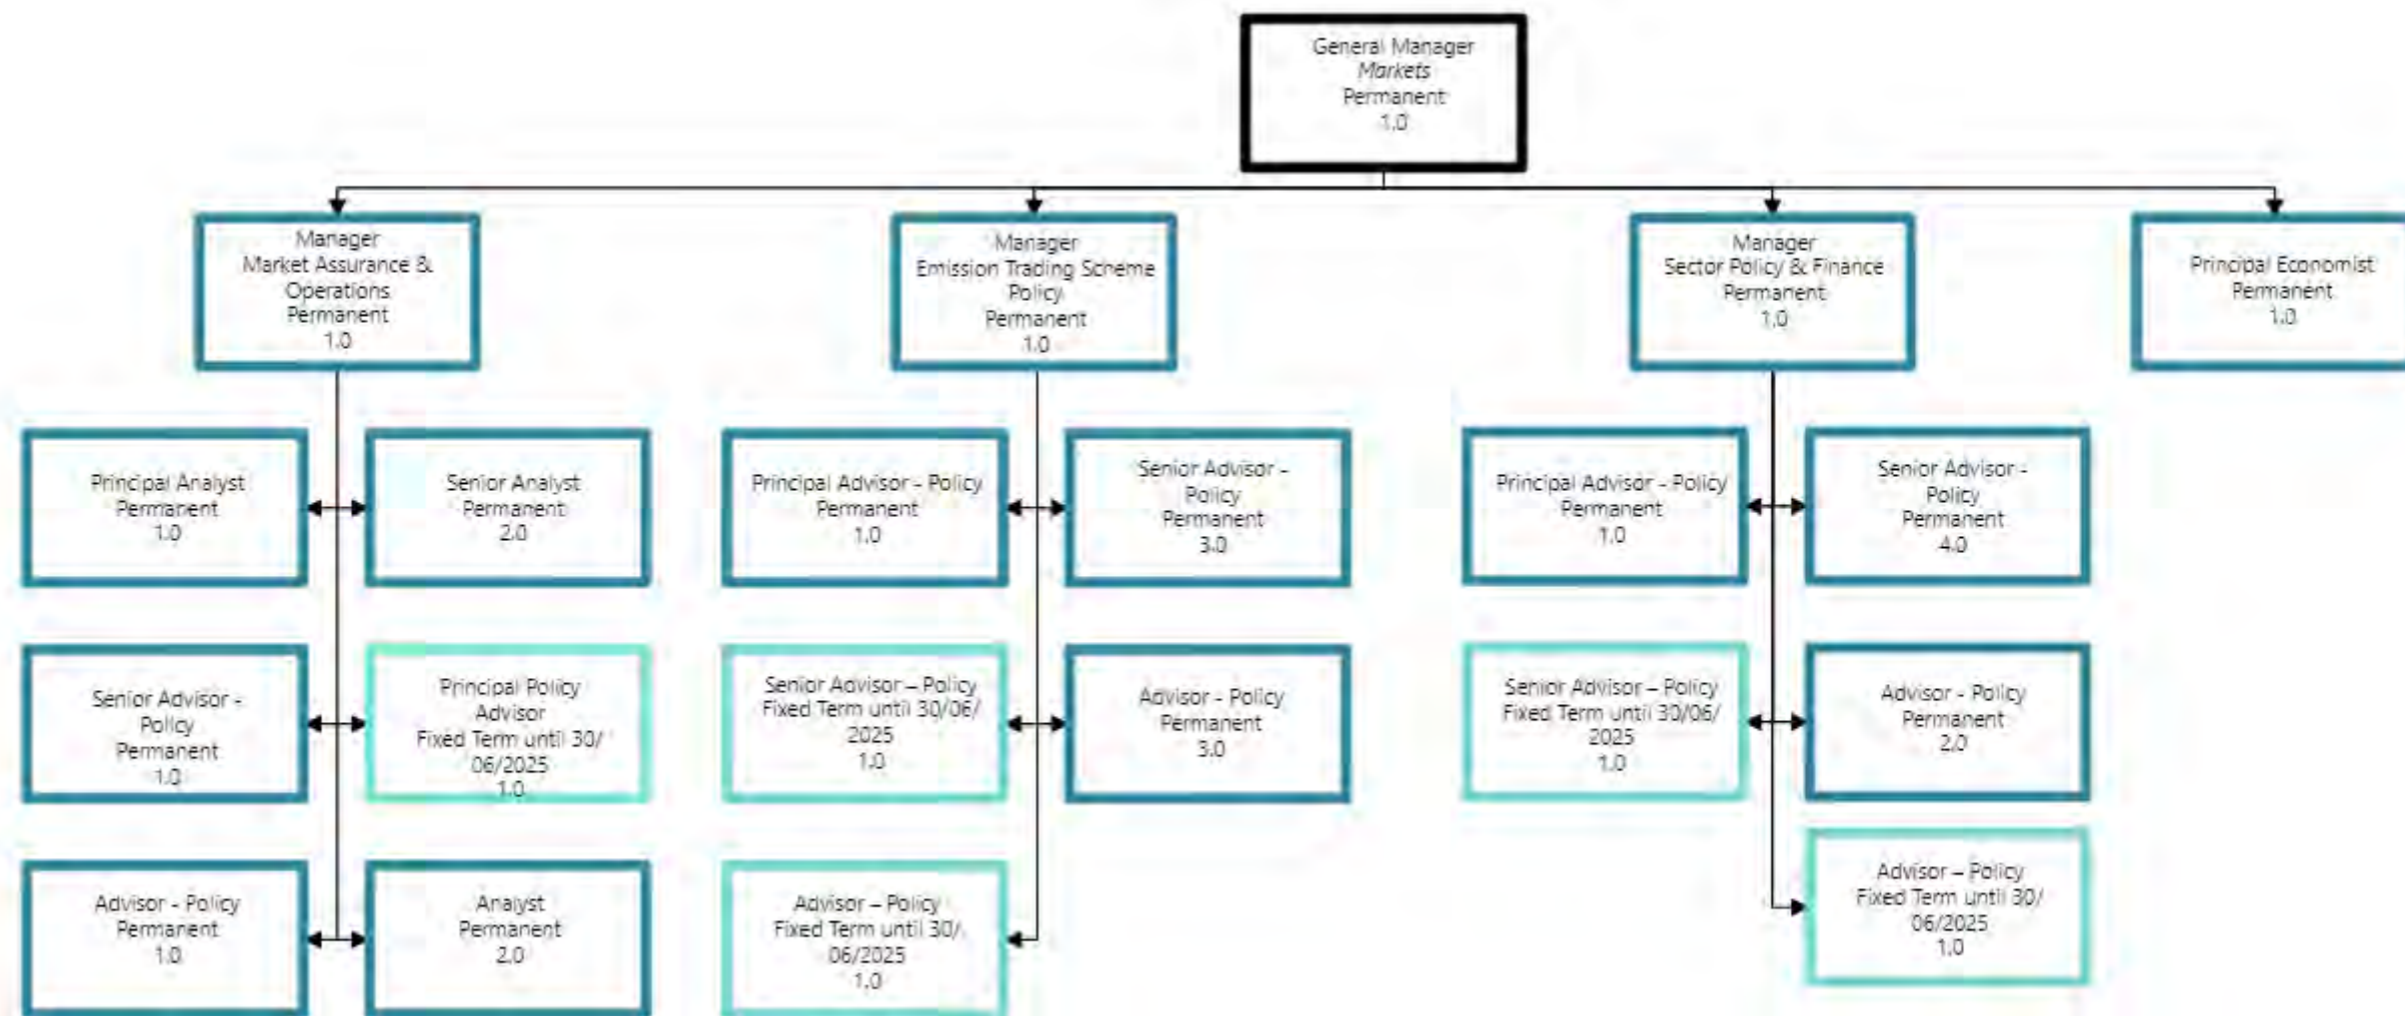 General Manager
Markets
Permanent
1.0
Manager
Market Assurance &
Operations
Permanent
1.0
Manager
Emission Trading Scheme
Policy
Permanent
1.0
Manager
Sector Policy & Finance
Permanent
1.0
Principal Economist
Permanent
1.0
Principal Analyst
Permanent
1.0
Senior Analyst
Permanent
2.0
Principal Advisor - Policy
Permanent
1.0
Senior Advisor -
Policy
Permanent
3.0
Principal Advisor - Policy
Permanent
1.0
Senior Advisor -
Policy
Permanent
4.0
Senior Advisor -
Policy
Permanent
1.0
Principal Policy
Advisor
Fixed Term until 30/
06/2025
1.0
Senior Advisor – Policy
Fixed Term until 30/06/
2025
1.0
Advisor - Policy
Permanent
3.0
Senior Advisor – Policy
Fixed Term until 30/06/
2025
1.0
Advisor - Policy
Permanent
2.0
Advisor - Policy
Permanent
1.0
Analyst
Permanent
2.0
Advisor – Policy
Fixed Term until 30/
06/2025
1.0
Advisor – Policy
Fixed Term until 30/
06/2025
1.0